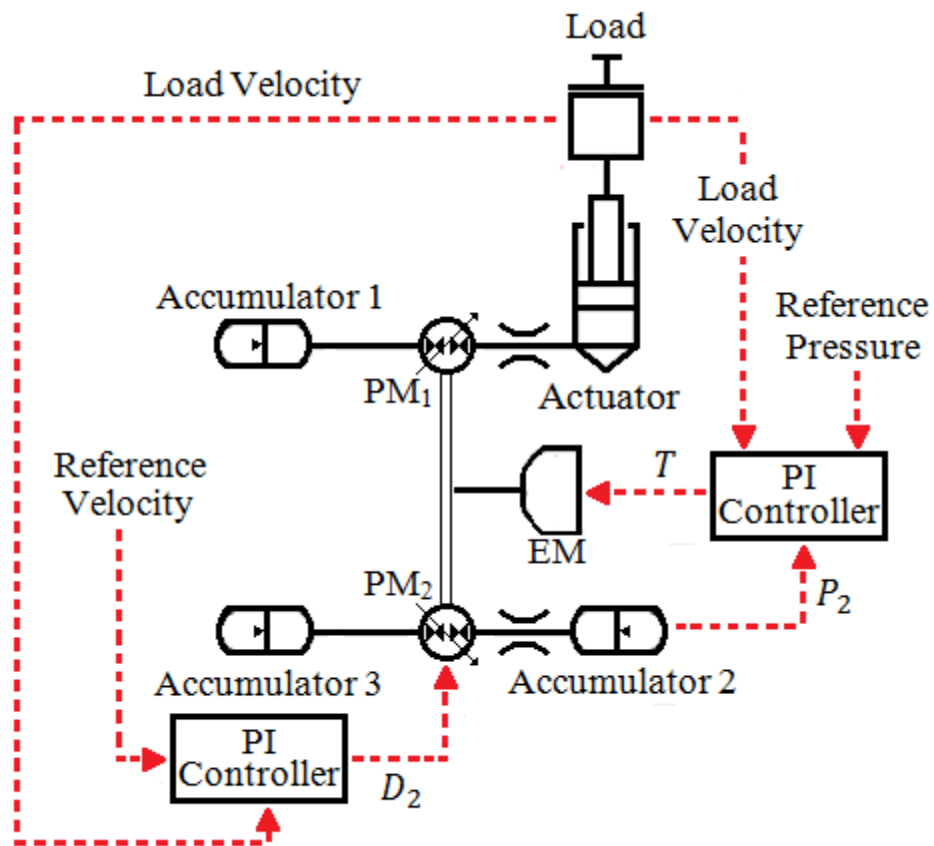 Load
Load Velocity
Load
Velocity
Accumulator 1
Reference
Pressure
PM₁
Actuator
Reference
Velocity
T
PI
Controller
EM
PM₂
P₂
Accumulator 3
Accumulator 2
PI
Controller
D₂